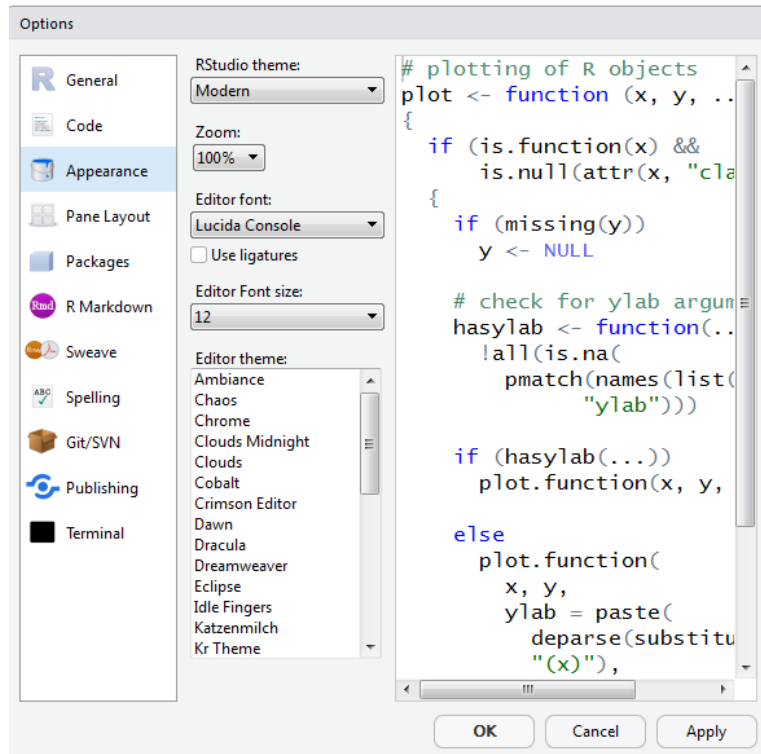 Options
General
Code
Appearance
Pane Layout
Packages
Rmd R Markdown
Sweave
ABC Spelling
Git/SVN
Publishing
Terminal
RStudio theme:
Modern
Zoom:
100%
Editor font:
Lucida Console
Use ligatures
Editor Font size:
12
Editor theme:
Ambiance
Chaos
Chrome
Clouds Midnight
Clouds
Cobalt
Crimson Editor
Dawn
Dracula
Dreamweaver
Eclipse
Idle Fingers
Katzenmilch
Kr Theme
# plotting of R objects
plot <- function (x, y, ..
{
  if (is.function(x) &&
      is.null(attr(x, "cla
  {
    if (missing(y))
      y <- NULL

    # check for ylab argum
    hasylab <- function(..
      !all(is.na(
        pmatch(names(list(
              "ylab")))

    if (hasylab(...))
      plot.function(x, y,

    else
      plot.function(
        x, y,
        ylab = paste(
          deparse(substitu
          "(x)"),
OK
Cancel
Apply